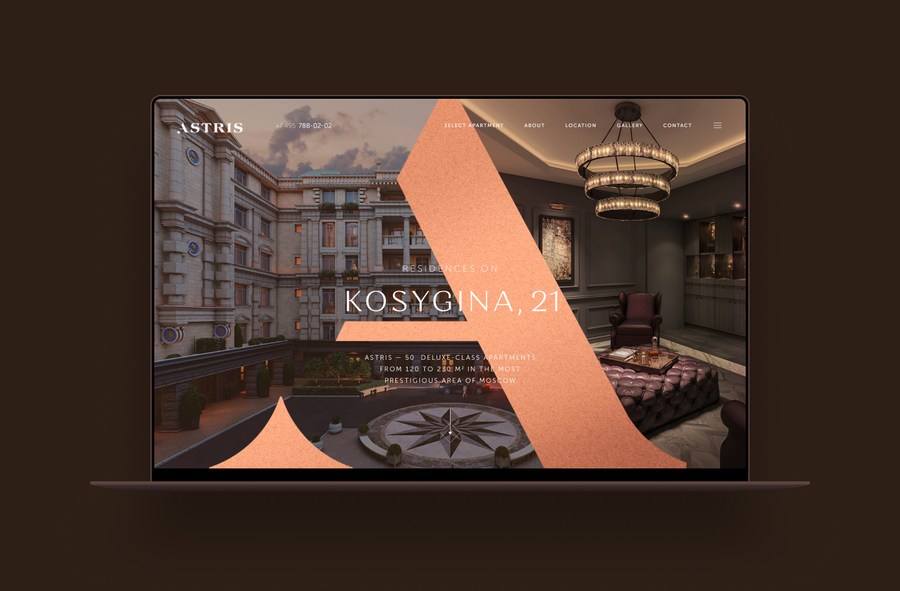 ASTRIS
+7 495 788-02-02
SELECT APARTMENT
ABOUT
LOCATION
GALLERY
CONTACT
RESIDENCES ON
KOSYGINA, 21
ASTRIS — 50 DELUXE-CLASS APARTMENTS
FROM 120 TO 230 M² IN THE MOST
PRESTIGIOUS AREA OF MOSCOW